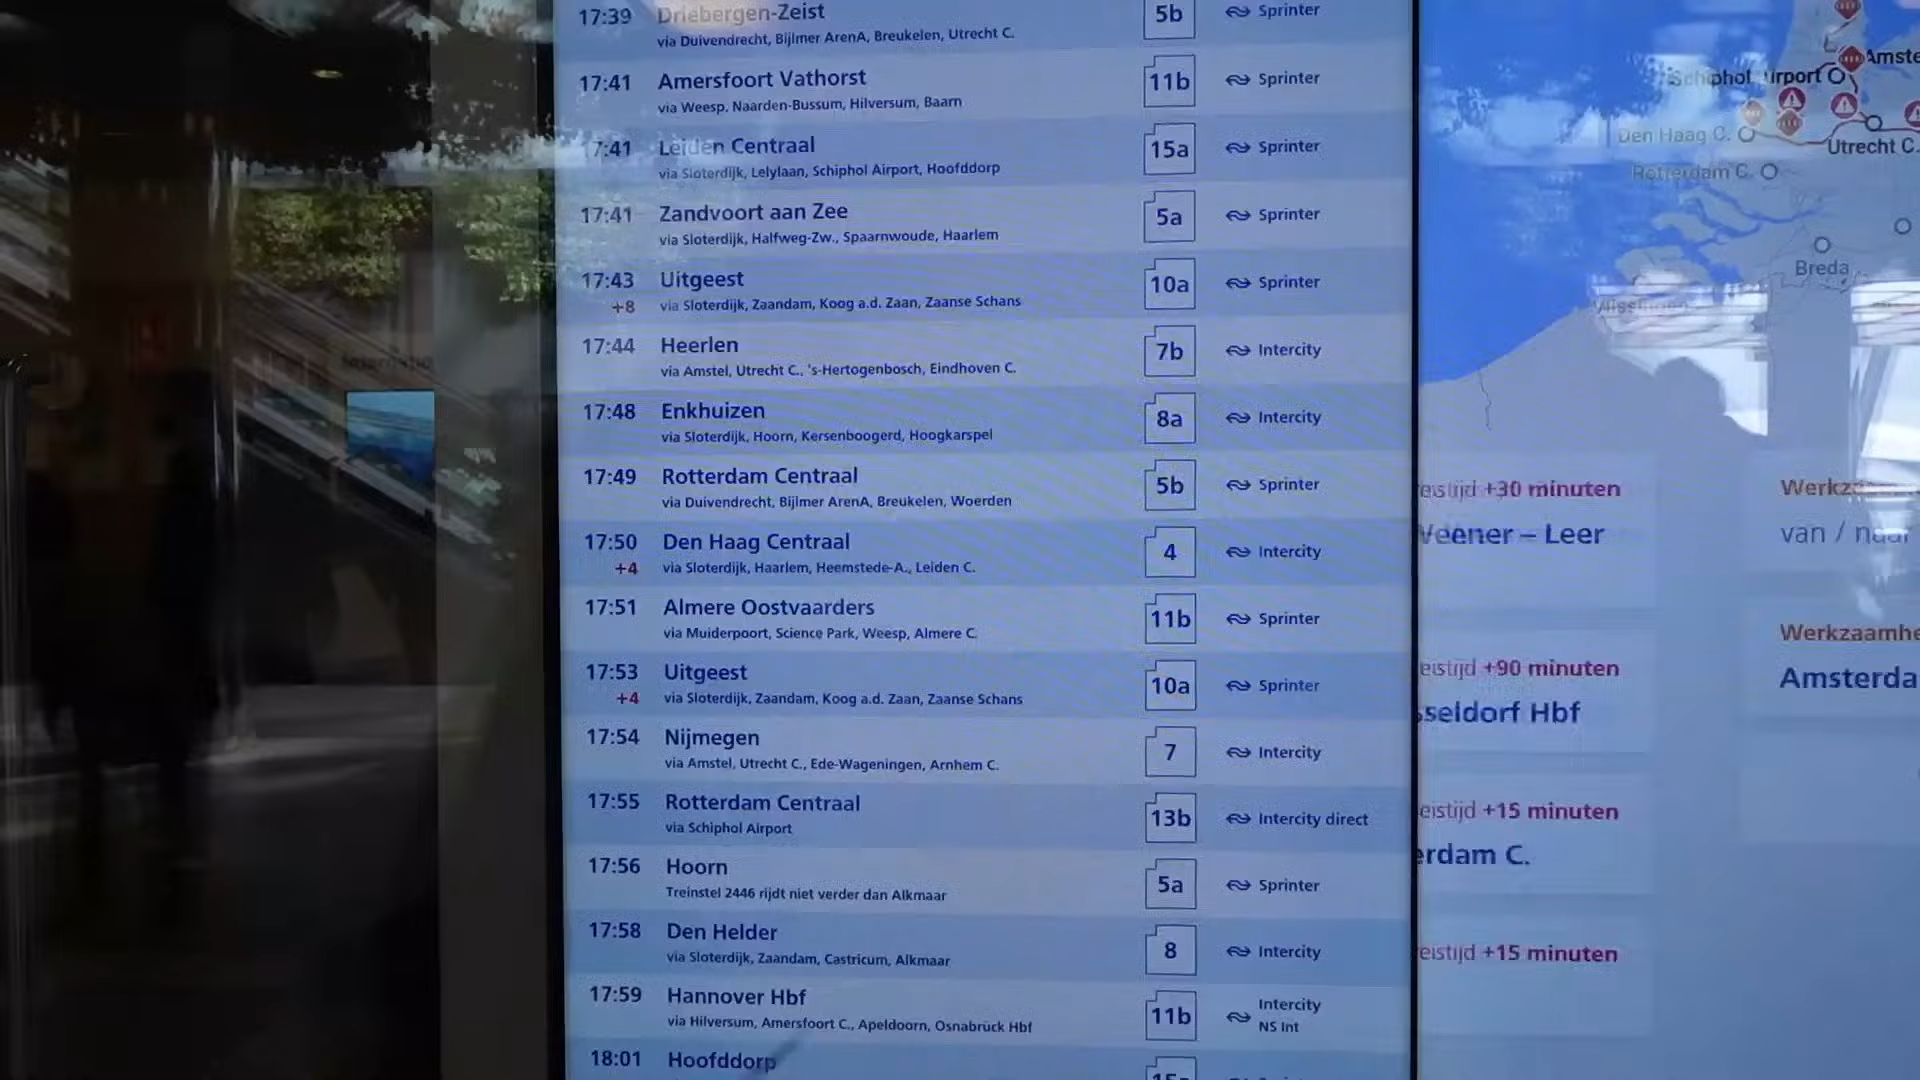 17:39 Driebergen-Zeist 5b Sprinter
via Duivendrecht, Bijlmer ArenA, Breukelen, Utrecht C.
17:41 Amersfoort Vathorst 11b Sprinter
via Weesp, Naarden-Bussum, Hilversum, Baarn
17:41 Leiden Centraal 15a Sprinter
via Sloterdijk, Lelylaan, Schiphol Airport, Hoofddorp
17:41 Zandvoort aan Zee 5a Sprinter
via Sloterdijk, Halfweg-Zw., Spaarnwoude, Haarlem
17:43 Uitgeest 10a Sprinter
+8 via Sloterdijk, Zaandam, Koog a.d. Zaan, Zaanse Schans
17:44 Heerlen 7b Intercity
via Amstel, Utrecht C., 's-Hertogenbosch, Eindhoven C.
17:48 Enkhuizen 8a Intercity
via Sloterdijk, Hoorn, Kersenboogerd, Hoogkarspel
17:49 Rotterdam Centraal 5b Sprinter
via Duivendrecht, Bijlmer ArenA, Breukelen, Woerden
17:50 Den Haag Centraal 4 Intercity
+4 via Sloterdijk, Haarlem, Heemstede-A., Leiden C.
17:51 Almere Oostvaarders 11b Sprinter
via Muiderpoort, Science Park, Weesp, Almere C.
17:53 Uitgeest 10a Sprinter
+4 via Sloterdijk, Zaandam, Koog a.d. Zaan, Zaanse Schans
17:54 Nijmegen 7 Intercity
via Amstel, Utrecht C., Ede-Wageningen, Arnhem C.
17:55 Rotterdam Centraal 13b Intercity direct
via Schiphol Airport
17:56 Hoorn 5a Sprinter
Treinstel 2446 rijdt niet verder dan Alkmaar
17:58 Den Helder 8 Intercity
via Sloterdijk, Zaandam, Castricum, Alkmaar
17:59 Hannover Hbf 11b Intercity
via Hilversum, Amersfoort C., Apeldoorn, Osnabrück Hbf NS Int
18:01 Hoofddorp
Amste
Schiphol Airport
Den Haag C.
Utrecht C.
Rotterdam C.
Breda
Vlissingen
eistijd +30 minuten
Weener – Leer
van / naar
eistijd +90 minuten
sseldorf Hbf
Werkzaamhe
Amsterda
eistijd +15 minuten
erdam C.
eistijd +15 minuten